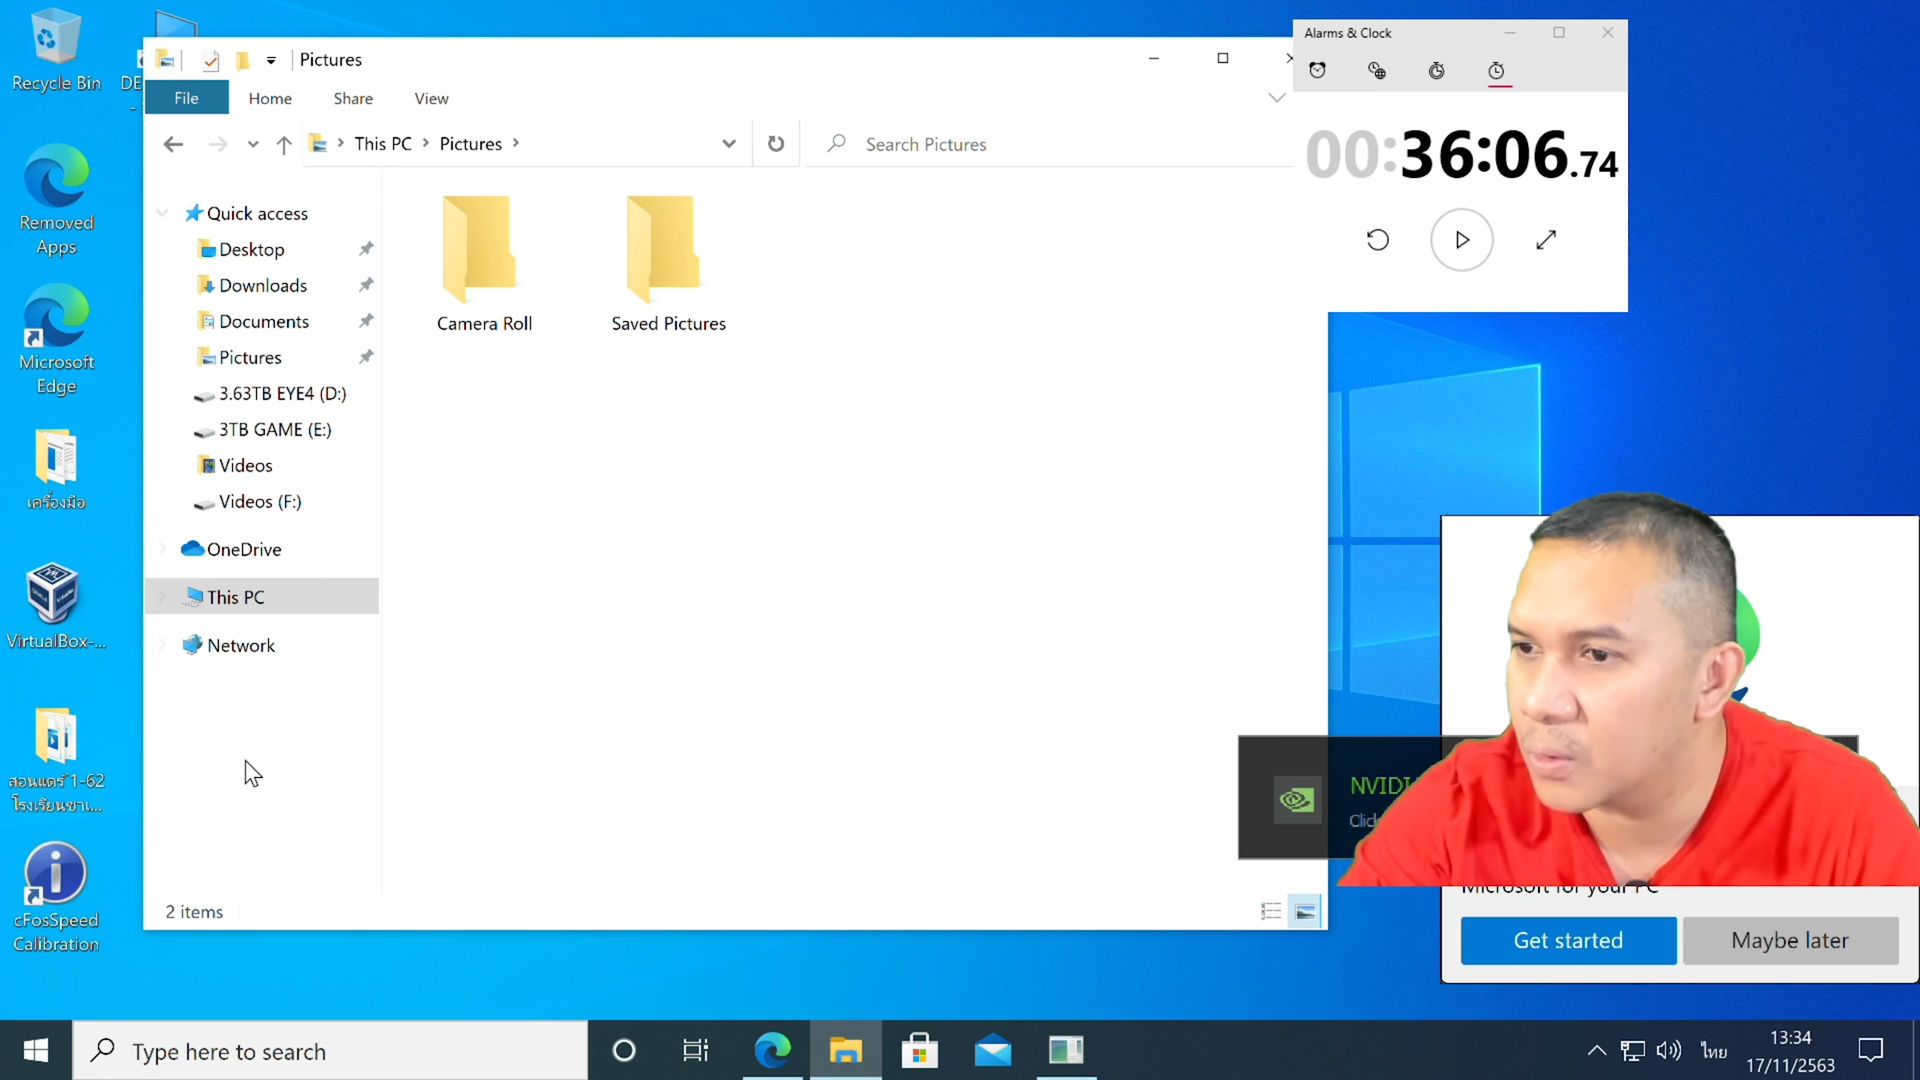 Recycle Bin
DE
Removed
Apps
Microsoft
Edge
เครื่องมือ
VirtualBox-...
สอนแดร์ 1-62
โรงเรียนซาเ...
cFosSpeed
Calibration
Pictures
File
Home
Share
View
This PC
Pictures
Search Pictures
Quick access
Desktop
Downloads
Documents
Pictures
3.63TB EYE4 (D:)
3TB GAME (E:)
Videos
Videos (F:)
OneDrive
This PC
Network
Camera Roll
Saved Pictures
2 items
Alarms & Clock
00:36:06.74
NVIDI
Clic
Microsoft for your PC
Get started
Maybe later
Type here to search
ไทย
13:34
17/11/2563